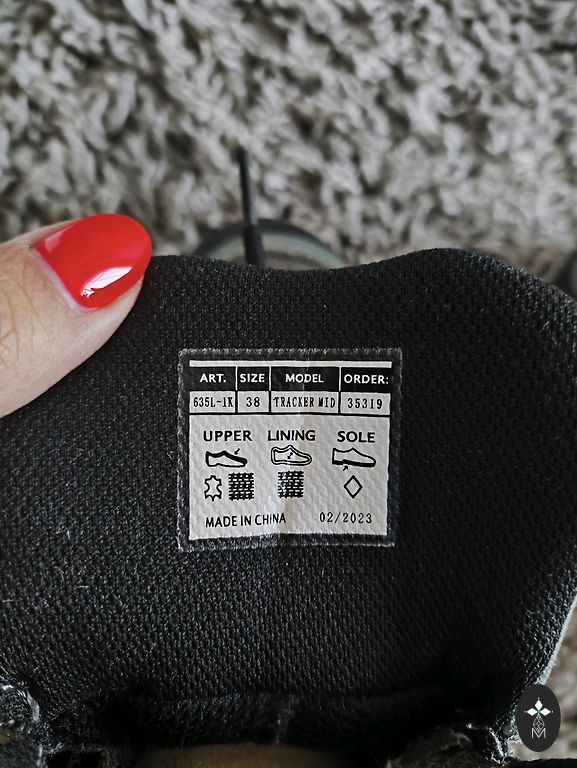 ART. SIZE MODEL ORDER:
635L-1K 38 TRACKER MID 35319
UPPER LINING SOLE
MADE IN CHINA 02/2023
M